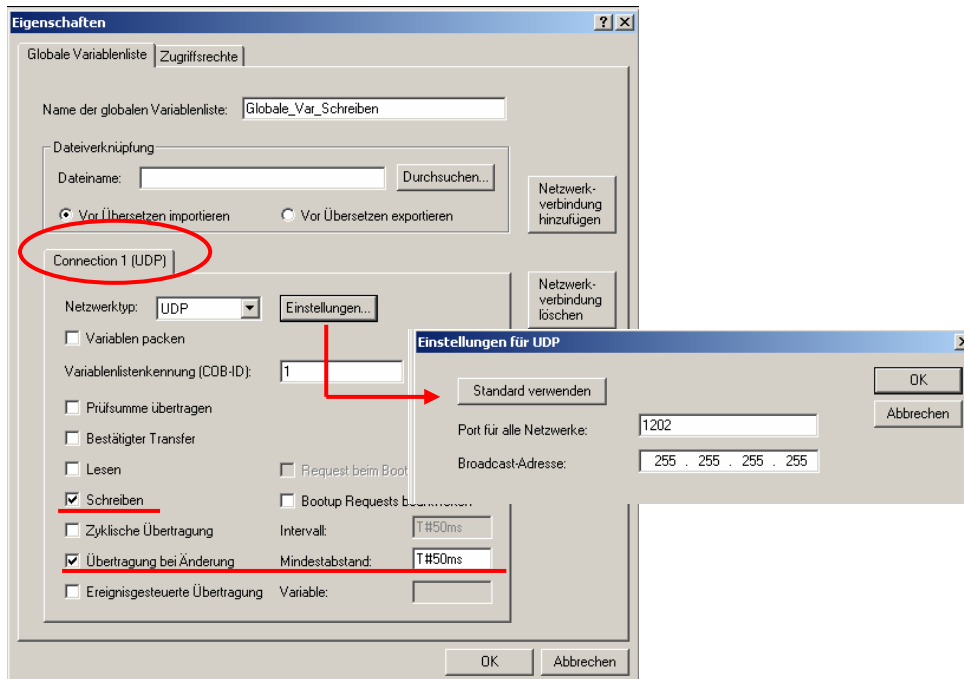 Eigenschaften
Globale Variablenliste Zugriffsrechte
Name der globalen Variablenliste: Globale_Var_Schreiben
Dateiverknüpfung
Dateiname: Durchsuchen...
Vor Übersetzen importieren Vor Übersetzen exportieren
Netzwerk-
verbindung
hinzufügen
Connection 1 (UDP)
Netzwerk-
verbindung
löschen
Netzwerktyp: UDP Einstellungen...
Variablen packen
Variablenlistenkennung (COB-ID): 1
Prüfsumme übertragen
Bestätigter Transfer
Lesen Request beim Boot
Schreiben Bootup Requests
Zyklische Übertragung Intervall: T#50ms
Übertragung bei Änderung Mindestabstand: T#50ms
Ereignisgesteuerte Übertragung Variable:
OK Abbrechen
Einstellungen für UDP
Standard verwenden
OK
Abbrechen
Port für alle Netzwerke: 1202
Broadcast-Adresse: 255 . 255 . 255 . 255